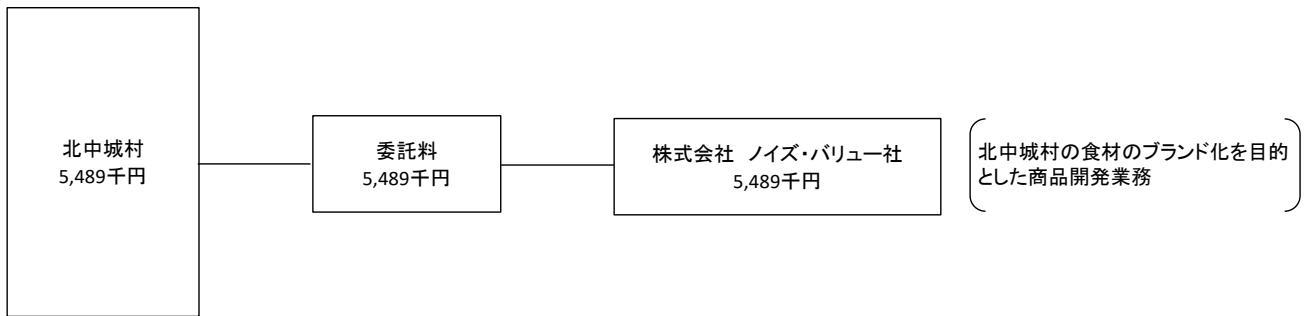 北中城村
5,489千円
委託料
5,489千円
株式会社 ノイズ・バリュー社
5,489千円
北中城村の食材のブランド化を目的
とした商品開発業務